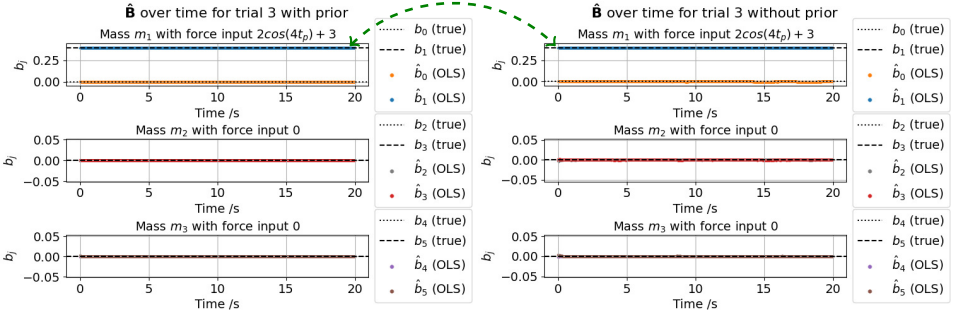 B̂ over time for trial 3 with prior
Mass m₁ with force input 2cos(4tₚ) + 3
bⱼ
0.25
0.00
0 5 10 15 20
Time /s
b₀ (true)
b₁ (true)
b̂₀ (OLS)
b̂₁ (OLS)
Mass m₂ with force input 0
bⱼ
0.05
0.00
−0.05
0 5 10 15 20
Time /s
b₂ (true)
b₃ (true)
b̂₂ (OLS)
b̂₃ (OLS)
Mass m₃ with force input 0
bⱼ
0.05
0.00
−0.05
0 5 10 15 20
Time /s
b₄ (true)
b₅ (true)
b̂₄ (OLS)
b̂₅ (OLS)
B̂ over time for trial 3 without prior
Mass m₁ with force input 2cos(4tₚ) + 3
bⱼ
0.25
0.00
0 5 10 15 20
Time /s
b₀ (true)
b₁ (true)
b̂₀ (OLS)
b̂₁ (OLS)
Mass m₂ with force input 0
bⱼ
0.05
0.00
−0.05
0 5 10 15 20
Time /s
b₂ (true)
b₃ (true)
b̂₂ (OLS)
b̂₃ (OLS)
Mass m₃ with force input 0
bⱼ
0.05
0.00
−0.05
0 5 10 15 20
Time /s
b₄ (true)
b₅ (true)
b̂₄ (OLS)
b̂₅ (OLS)